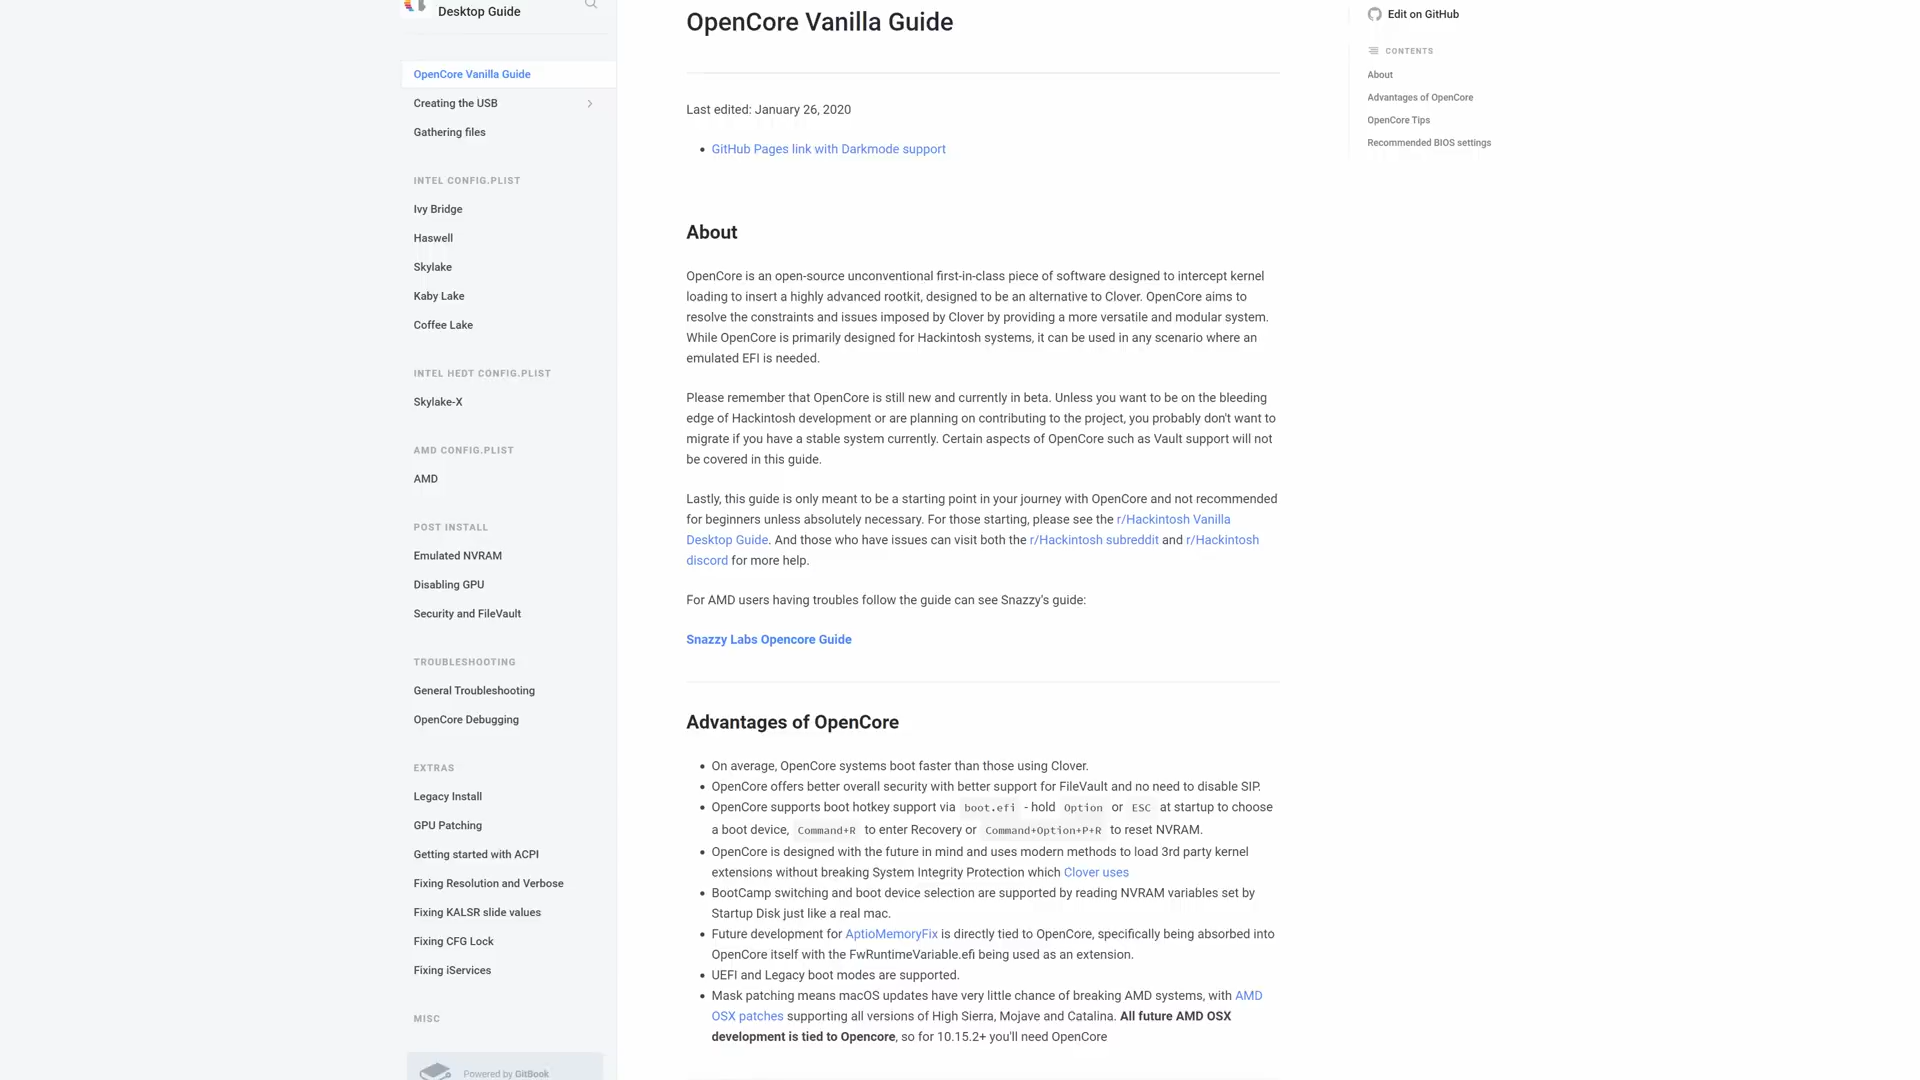 Desktop Guide
OpenCore Vanilla Guide
Creating the USB
Gathering files
INTEL CONFIG.PLIST
Ivy Bridge
Haswell
Skylake
Kaby Lake
Coffee Lake
INTEL HEDT CONFIG.PLIST
Skylake-X
AMD CONFIG.PLIST
AMD
POST INSTALL
Emulated NVRAM
Disabling GPU
Security and FileVault
TROUBLESHOOTING
General Troubleshooting
OpenCore Debugging
EXTRAS
Legacy Install
GPU Patching
Getting started with ACPI
Fixing Resolution and Verbose
Fixing KALSR slide values
Fixing CFG Lock
Fixing iServices
MISC
Powered by GitBook
OpenCore Vanilla Guide
Last edited: January 26, 2020
• GitHub Pages link with Darkmode support
About
OpenCore is an open-source unconventional first-in-class piece of software designed to intercept kernel
loading to insert a highly advanced rootkit, designed to be an alternative to Clover. OpenCore aims to
resolve the constraints and issues imposed by Clover by providing a more versatile and modular system.
While OpenCore is primarily designed for Hackintosh systems, it can be used in any scenario where an
emulated EFI is needed.
Please remember that OpenCore is still new and currently in beta. Unless you want to be on the bleeding
edge of Hackintosh development or are planning on contributing to the project, you probably don't want to
migrate if you have a stable system currently. Certain aspects of OpenCore such as Vault support will not
be covered in this guide.
Lastly, this guide is only meant to be a starting point in your journey with OpenCore and not recommended
for beginners unless absolutely necessary. For those starting, please see the r/Hackintosh Vanilla
Desktop Guide. And those who have issues can visit both the r/Hackintosh subreddit and r/Hackintosh
discord for more help.
For AMD users having troubles follow the guide can see Snazzy's guide:
Snazzy Labs Opencore Guide
Advantages of OpenCore
• On average, OpenCore systems boot faster than those using Clover.
• OpenCore offers better overall security with better support for FileVault and no need to disable SIP.
• OpenCore supports boot hotkey support via boot.efi - hold Option or ESC at startup to choose
a boot device, Command+R to enter Recovery or Command+Option+P+R to reset NVRAM.
• OpenCore is designed with the future in mind and uses modern methods to load 3rd party kernel
extensions without breaking System Integrity Protection which Clover uses
• BootCamp switching and boot device selection are supported by reading NVRAM variables set by
Startup Disk just like a real mac.
• Future development for AptioMemoryFix is directly tied to OpenCore, specifically being absorbed into
OpenCore itself with the FwRuntimeVariable.efi being used as an extension.
• UEFI and Legacy boot modes are supported.
• Mask patching means macOS updates have very little chance of breaking AMD systems, with AMD
OSX patches supporting all versions of High Sierra, Mojave and Catalina. All future AMD OSX
development is tied to Opencore, so for 10.15.2+ you'll need OpenCore
Edit on GitHub
CONTENTS
About
Advantages of OpenCore
OpenCore Tips
Recommended BIOS settings